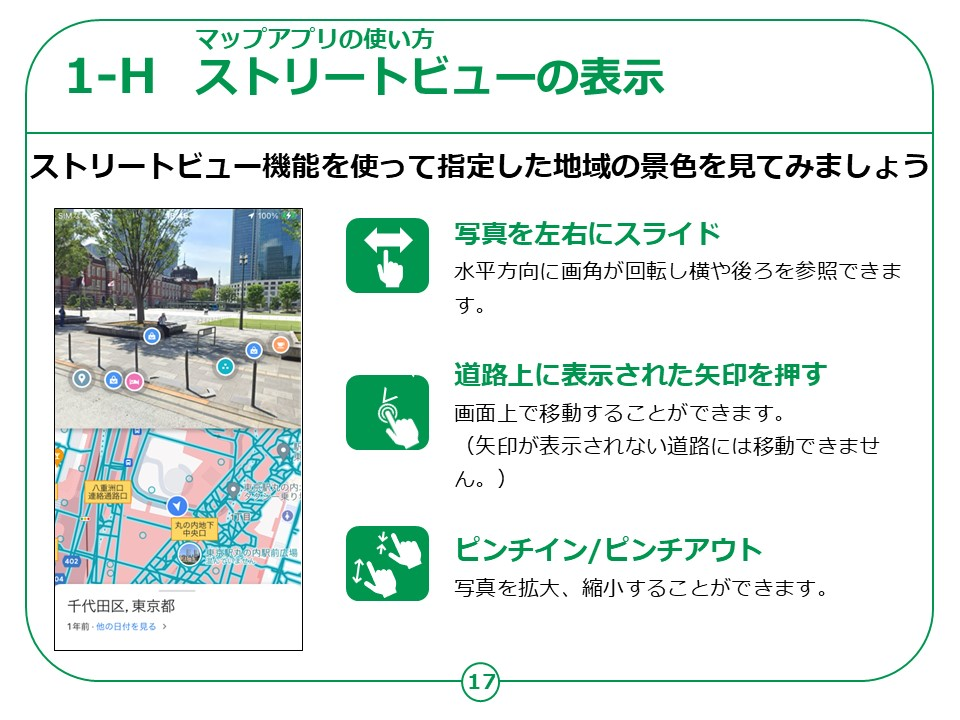 マップアプリの使い方
1-H ストリートビューの表示
ストリートビュー機能を使って指定した地域の景色を見てみましょう
100%
写真を左右にスライド
水平方向に画角が回転し横や後ろを参照できま
す。
道路上に表示された矢印を押す
画面上で移動することができます。
（矢印が表示されない道路には移動できませ
ん。）
ピンチイン/ピンチアウト
写真を拡大、縮小することができます。
八重洲口
連絡通路口
丸の内地下
中央口
東京駅丸の内駅前広場
402
04
千代田区, 東京都
1年前 · 他の日付を見る >
17